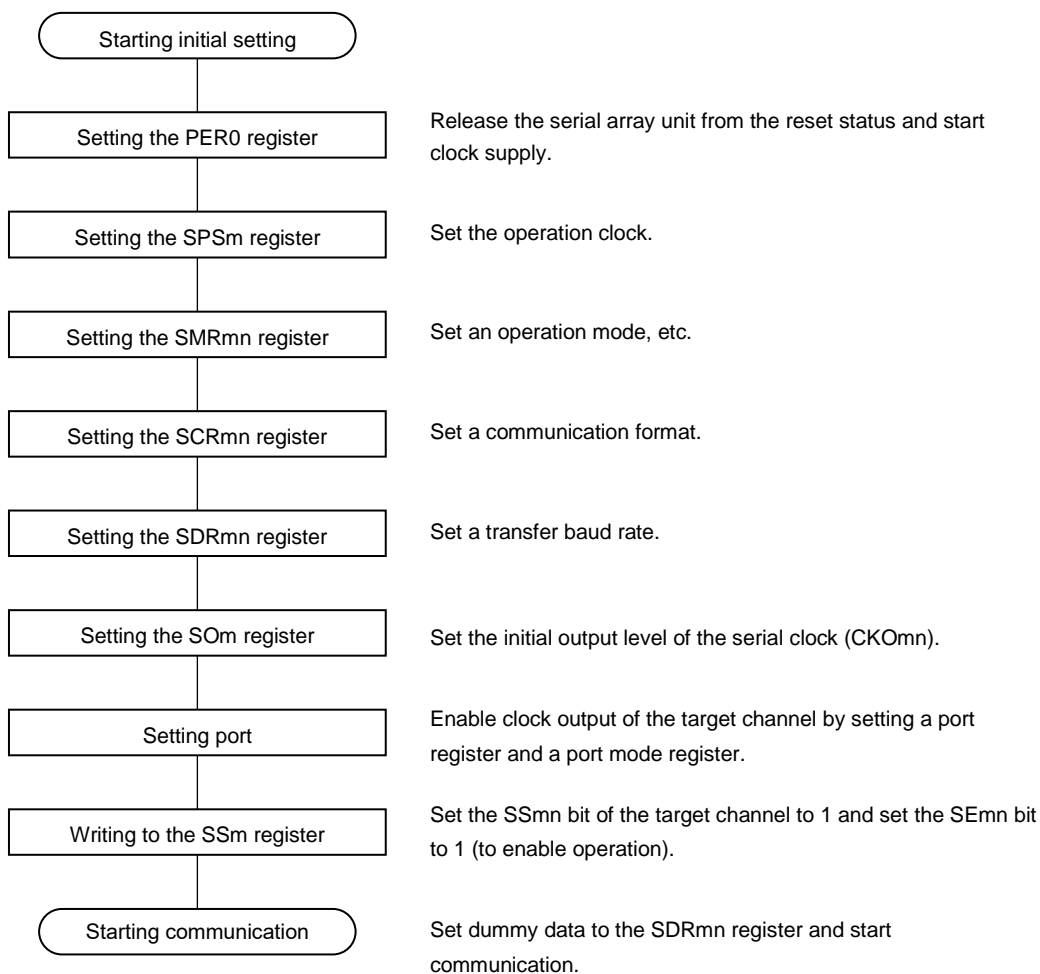 Starting initial setting
Setting the PER0 register
Release the serial array unit from the reset status and start
clock supply.
Setting the SPSm register
Set the operation clock.
Setting the SMRmn register
Set an operation mode, etc.
Setting the SCRmn register
Set a communication format.
Setting the SDRmn register
Set a transfer baud rate.
Setting the SOm register
Set the initial output level of the serial clock (CKOmn).
Setting port
Enable clock output of the target channel by setting a port
register and a port mode register.
Writing to the SSm register
Set the SSmn bit of the target channel to 1 and set the SEmn bit
to 1 (to enable operation).
Starting communication
Set dummy data to the SDRmn register and start
communication.